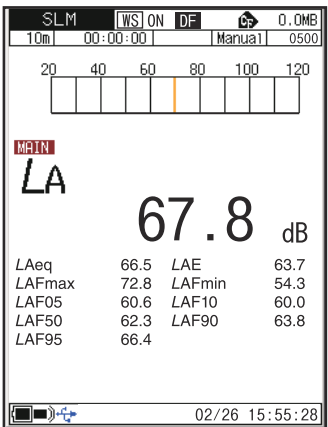 SLM WS ON DF CF 0.0MB
10m 00:00:00 Manual 0500
20 40 60 80 100 120
MAIN
LA
67.8 dB
LAeq 66.5 LAE 63.7
LAFmax 72.8 LAFmin 54.3
LAF05 60.6 LAF10 60.0
LAF50 62.3 LAF90 63.8
LAF95 66.4
02/26 15:55:28